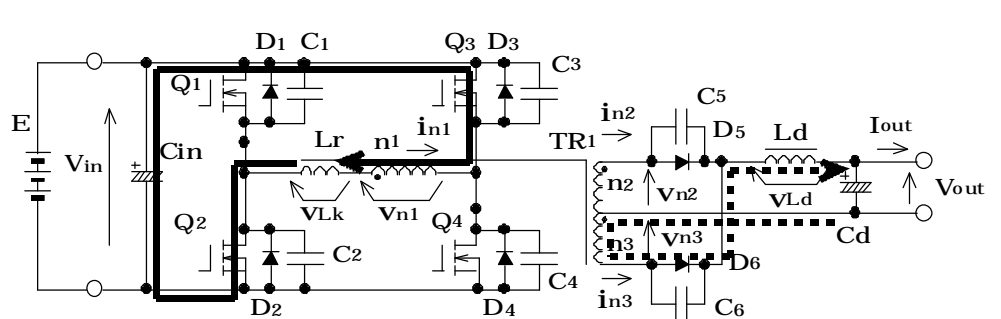 D1 C1 Q3 D3
C3
Q1
E Vin + Cin Lr n1 in1
TR1 in2 C5 D5 Ld Iout
n2 vn2 vLd + Vout
VLk Vn1
Q2 Q4 vn3 Cd
C2 n3 D6
D2 D4 C4 in3 C6